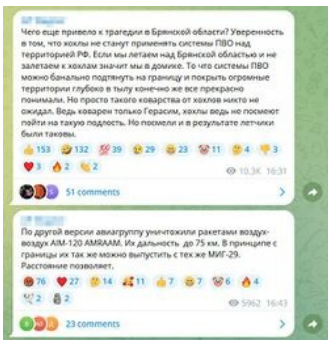 Чего еще привело к трагедии в Брянской области? Уверенность
в том, что хохлы не станут применять системы ПВО над
территорией РФ. Если мы летаем над Брянской областью и не
залетаем к хохлам значит мы в домике. То что системы ПВО
можно банально подтянуть на границу и покрыть огромные
территории глубоко в тылу конечно же все прекрасно
понимали. Но просто такого коварства от хохлов никто не
ожидал. Ведь коварен только Герасим, хохлы ведь не посмеют
пойти на такую подлость. Но посмели и в результате летчики
были таковы.
153 132 39 29 23 11 4 3
3 2 2
10.3K 16:31
51 comments
По другой версии авиагруппу уничтожили ракетами воздух-
воздух AIM-120 AMRAAM. Их дальность до 75 км. В принципе с
границы их так же можно выпустить с тех же МИГ-29.
Расстояние позволяет.
76 27 14 11 7 7 6 4
2 2
5962 16:43
23 comments